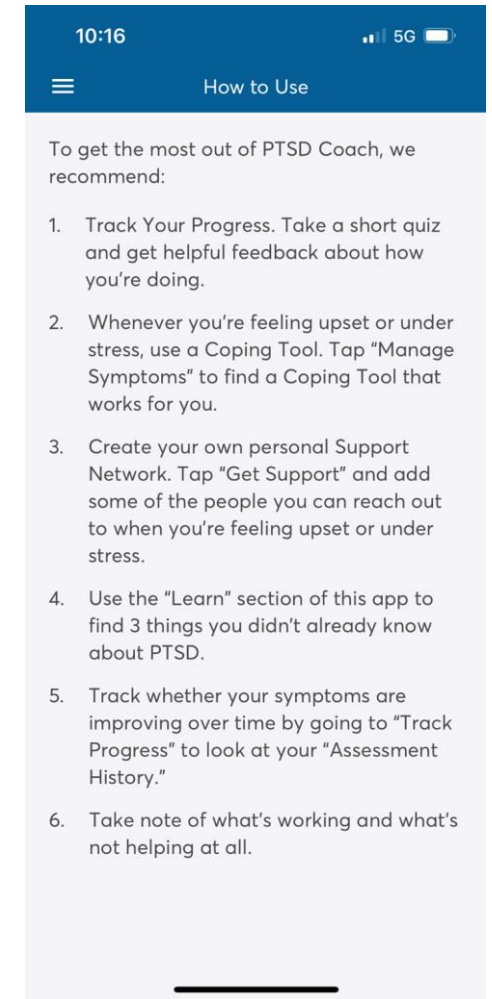 10:16
5G
How to Use
To get the most out of PTSD Coach, we
recommend:
1. Track Your Progress. Take a short quiz
and get helpful feedback about how
you're doing.
2. Whenever you're feeling upset or under
stress, use a Coping Tool. Tap "Manage
Symptoms" to find a Coping Tool that
works for you.
3. Create your own personal Support
Network. Tap "Get Support" and add
some of the people you can reach out
to when you're feeling upset or under
stress.
4. Use the "Learn" section of this app to
find 3 things you didn't already know
about PTSD.
5. Track whether your symptoms are
improving over time by going to "Track
Progress" to look at your "Assessment
History."
6. Take note of what's working and what's
not helping at all.